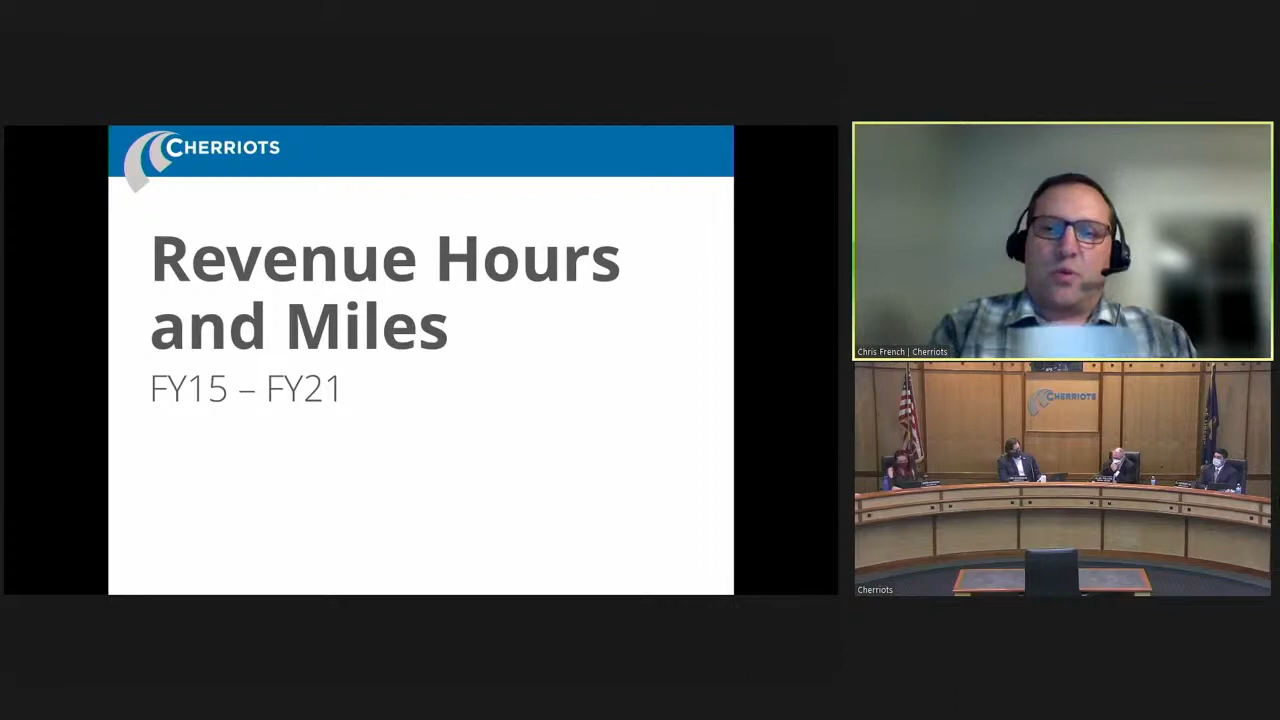 CHERRIOTS
Revenue Hours
and Miles
FY15 – FY21
Chris French | Cherriots
CHERRIOTS
Cherriots